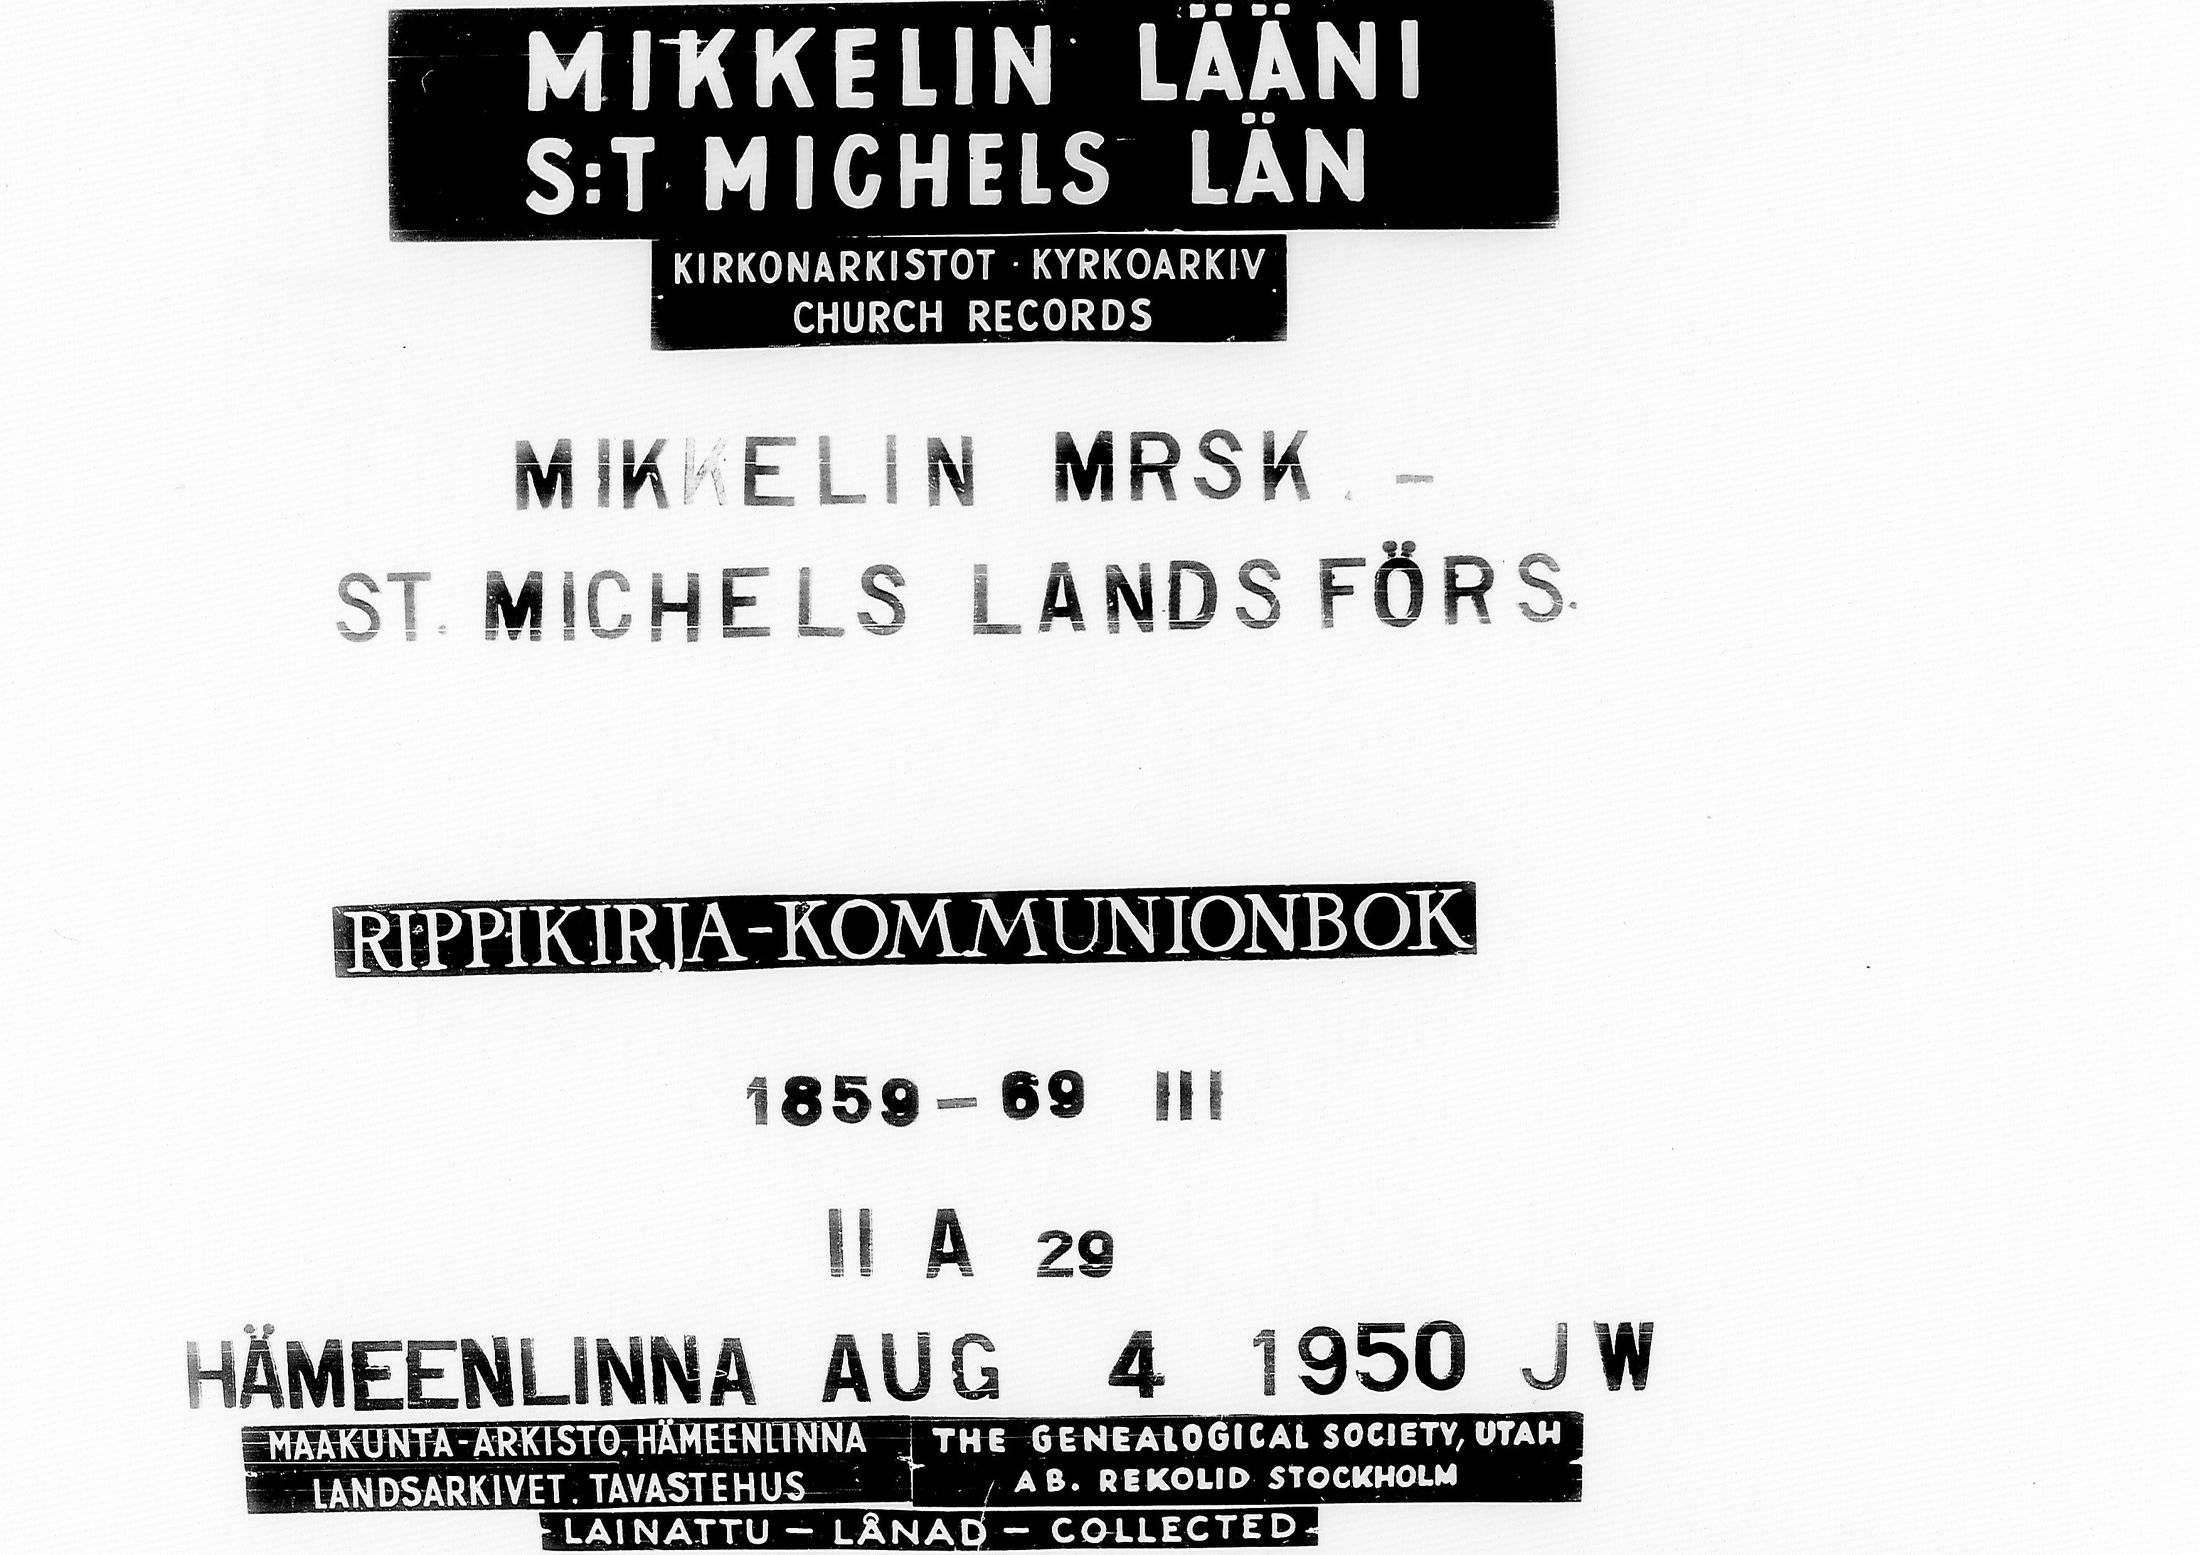 MIKKELIN LÄÄNI
S:T MICHELS LÄN
KIRKONARKISTOT · KYRKOARKIV
CHURCH RECORDS
MIKKELIN MRSK. –
ST. MICHELS LANDSFÖRS.
RIPPIKIRJA-KOMMUNIONBOK
1859–69 III
II A 29
HÄMEENLINNA AUG 4 1950 JW
MAAKUNTA-ARKISTO, HÄMEENLINNA
LANDSARKIVET. TAVASTEHUS
THE GENEALOGICAL SOCIETY, UTAH
AB. REKOLID STOCKHOLM
LAINATTU – LÅNAD – COLLECTED